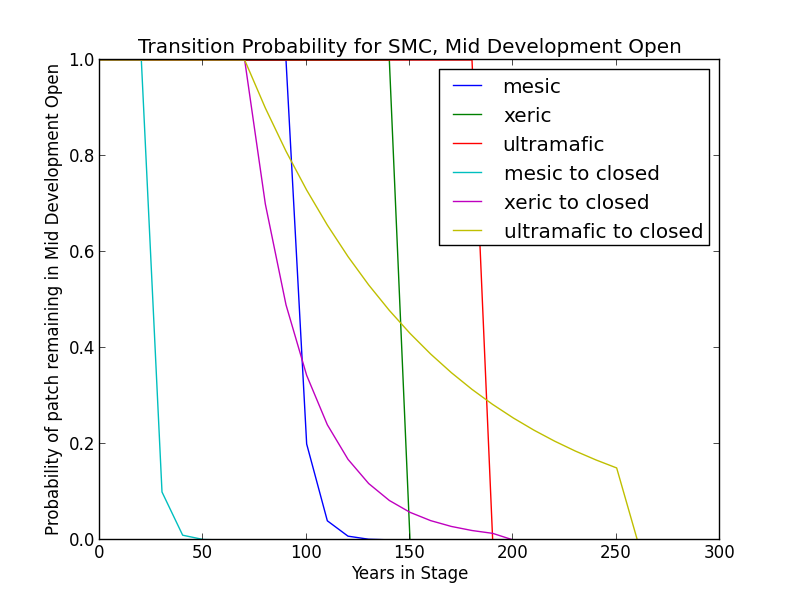 Transition Probability for SMC, Mid Development Open
Probability of patch remaining in Mid Development Open
1.0
0.8
0.6
0.4
0.2
0.0
mesic
xeric
ultramafic
mesic to closed
xeric to closed
ultramafic to closed
0 50 100 150 200 250 300
Years in Stage